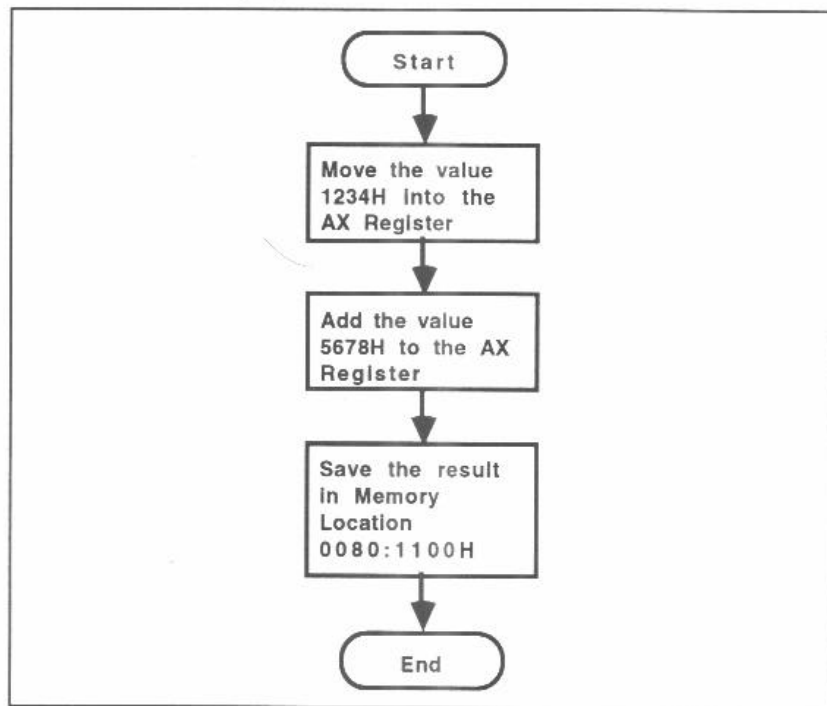 Start
Move the value
1234H into the
AX Register
Add the value
5678H to the AX
Register
Save the result
in Memory
Location
0080:1100H
End